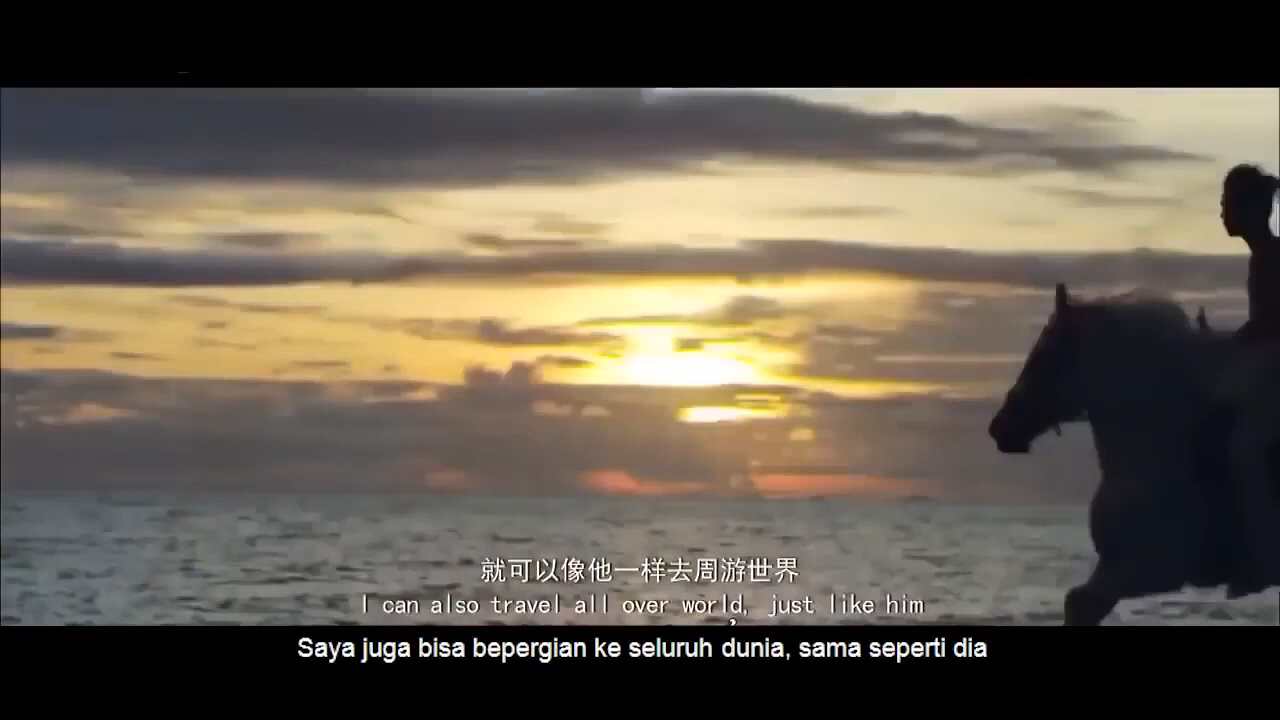 就可以像他一样去周游世界
I can also travel all over world, just like him
Saya juga bisa bepergian ke seluruh dunia, sama seperti dia